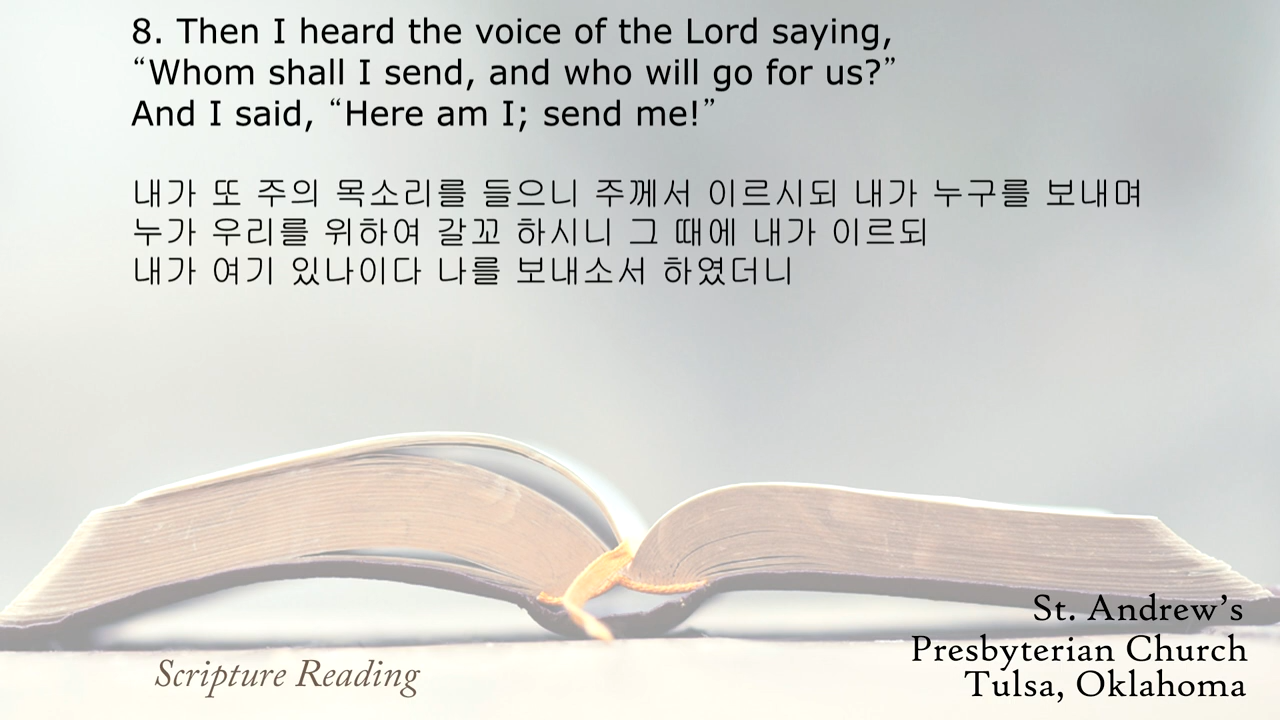 8. Then I heard the voice of the Lord saying,
“Whom shall I send, and who will go for us?”
And I said, “Here am I; send me!”
내가 또 주의 목소리를 들으니 주께서 이르시되 내가 누구를 보내며
누가 우리를 위하여 갈꼬 하시니 그 때에 내가 이르되
내가 여기 있나이다 나를 보내소서 하였더니
St. Andrew’s
Presbyterian Church
Tulsa, Oklahoma
Scripture Reading